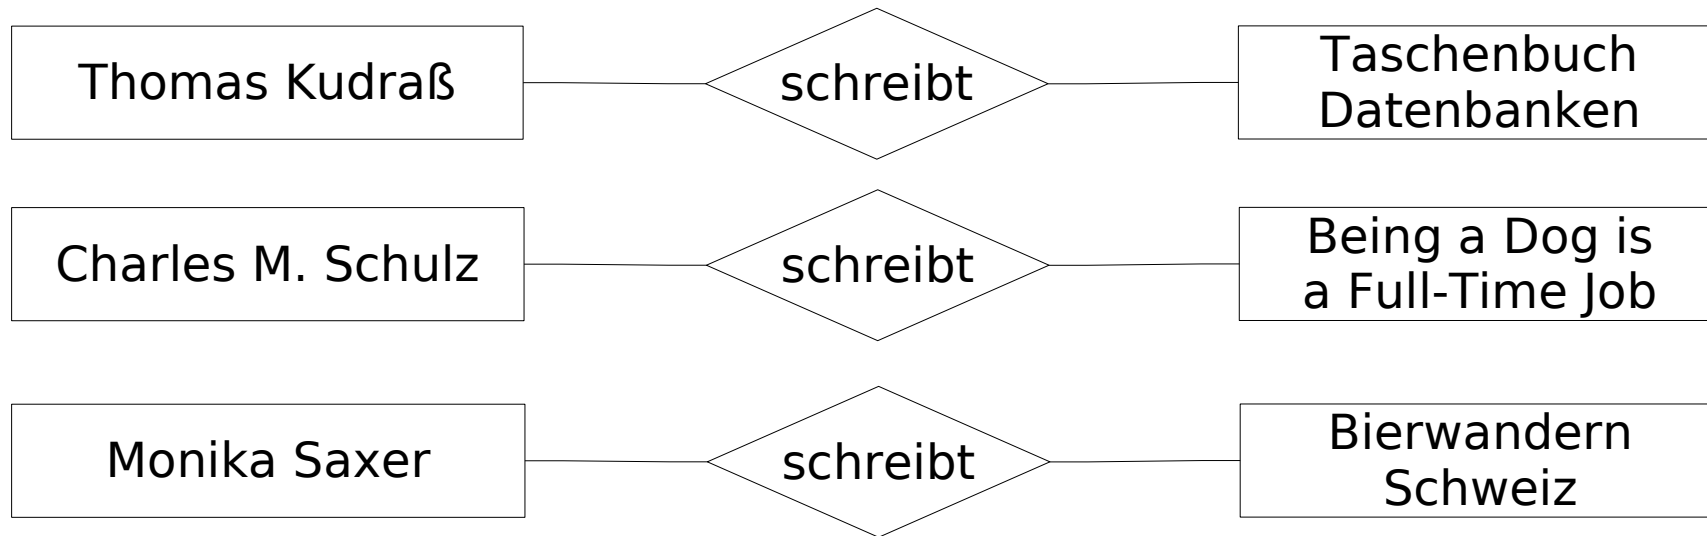 Thomas Kudraß
schreibt
Taschenbuch
Datenbanken
Charles M. Schulz
schreibt
Being a Dog is
a Full-Time Job
Monika Saxer
schreibt
Bierwandern
Schweiz